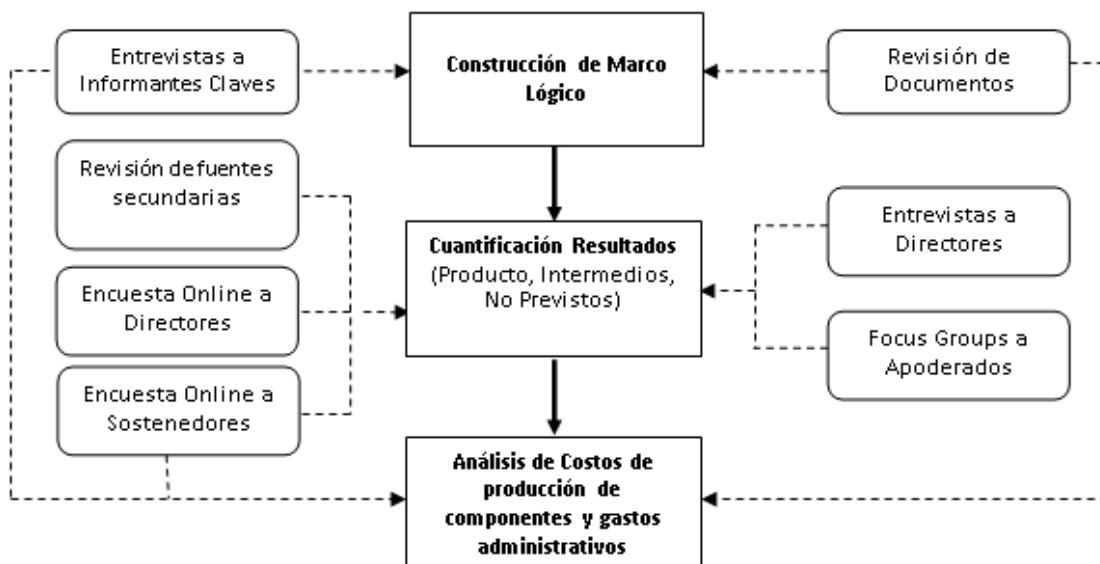 Entrevistas a
Informantes Claves
Construcción de Marco
Lógico
Revisión de
Documentos
Revisión defuentes
secundarias
Cuantificación Resultados
(Producto, Intermedios,
No Previstos)
Entrevistas a
Directores
Encuesta Online a
Directores
Focus Groups a
Apoderados
Encuesta Online a
Sostenedores
Análisis de Costos de
producción de
componentes y gastos
administrativos